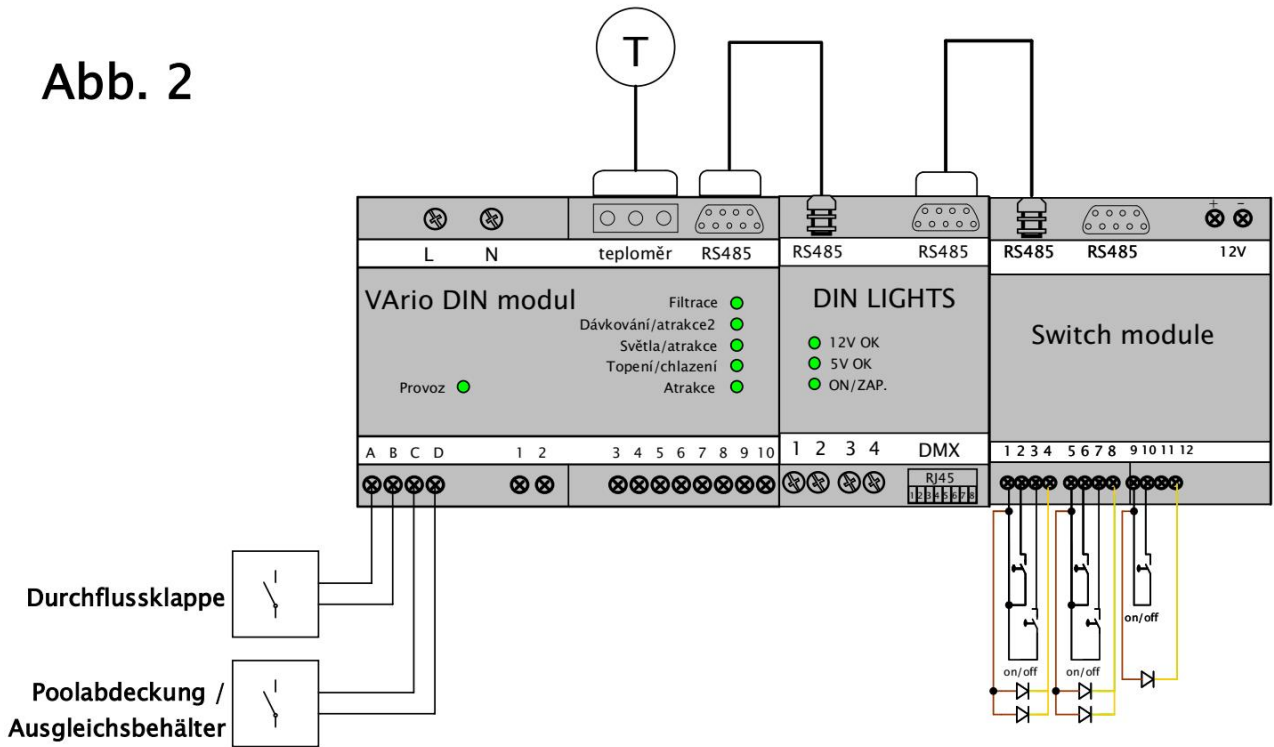 Abb. 2
T
+ -
L N teploměr RS485 RS485 RS485 RS485 RS485 12V
VArio DIN modul
Filtrace
Dávkování/atrakce2
Světla/atrakce
Topení/chlazení
Atrakce
Provoz
DIN LIGHTS
12V OK
5V OK
ON/ZAP.
Switch module
A B C D 1 2 3 4 5 6 7 8 9 10 1 2 3 4 DMX 1 2 3 4 5 6 7 8 9 10 11 12
RJ45
1 2 3 4 5 6 7 8
Durchflussklappe
Poolabdeckung /
Ausgleichsbehälter
on/off
on/off
on/off